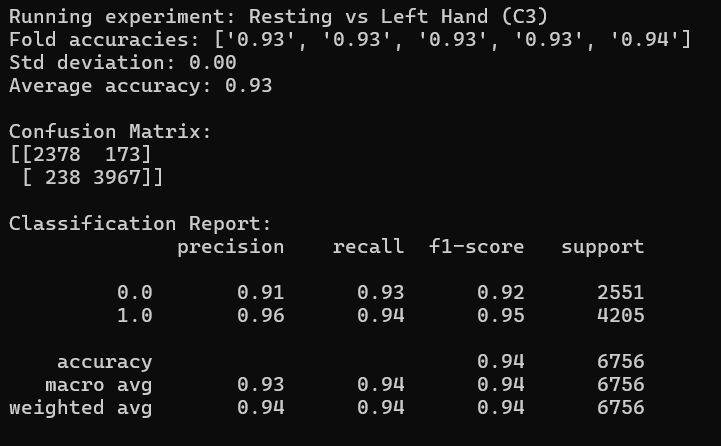 Running experiment: Resting vs Left Hand (C3)
Fold accuracies: ['0.93', '0.93', '0.93', '0.93', '0.94']
Std deviation: 0.00
Average accuracy: 0.93

Confusion Matrix:
[[2378  173]
 [ 238 3967]]

Classification Report:
              precision    recall  f1-score   support

         0.0       0.91      0.93      0.92      2551
         1.0       0.96      0.94      0.95      4205

    accuracy                           0.94      6756
   macro avg       0.93      0.94      0.94      6756
weighted avg       0.94      0.94      0.94      6756